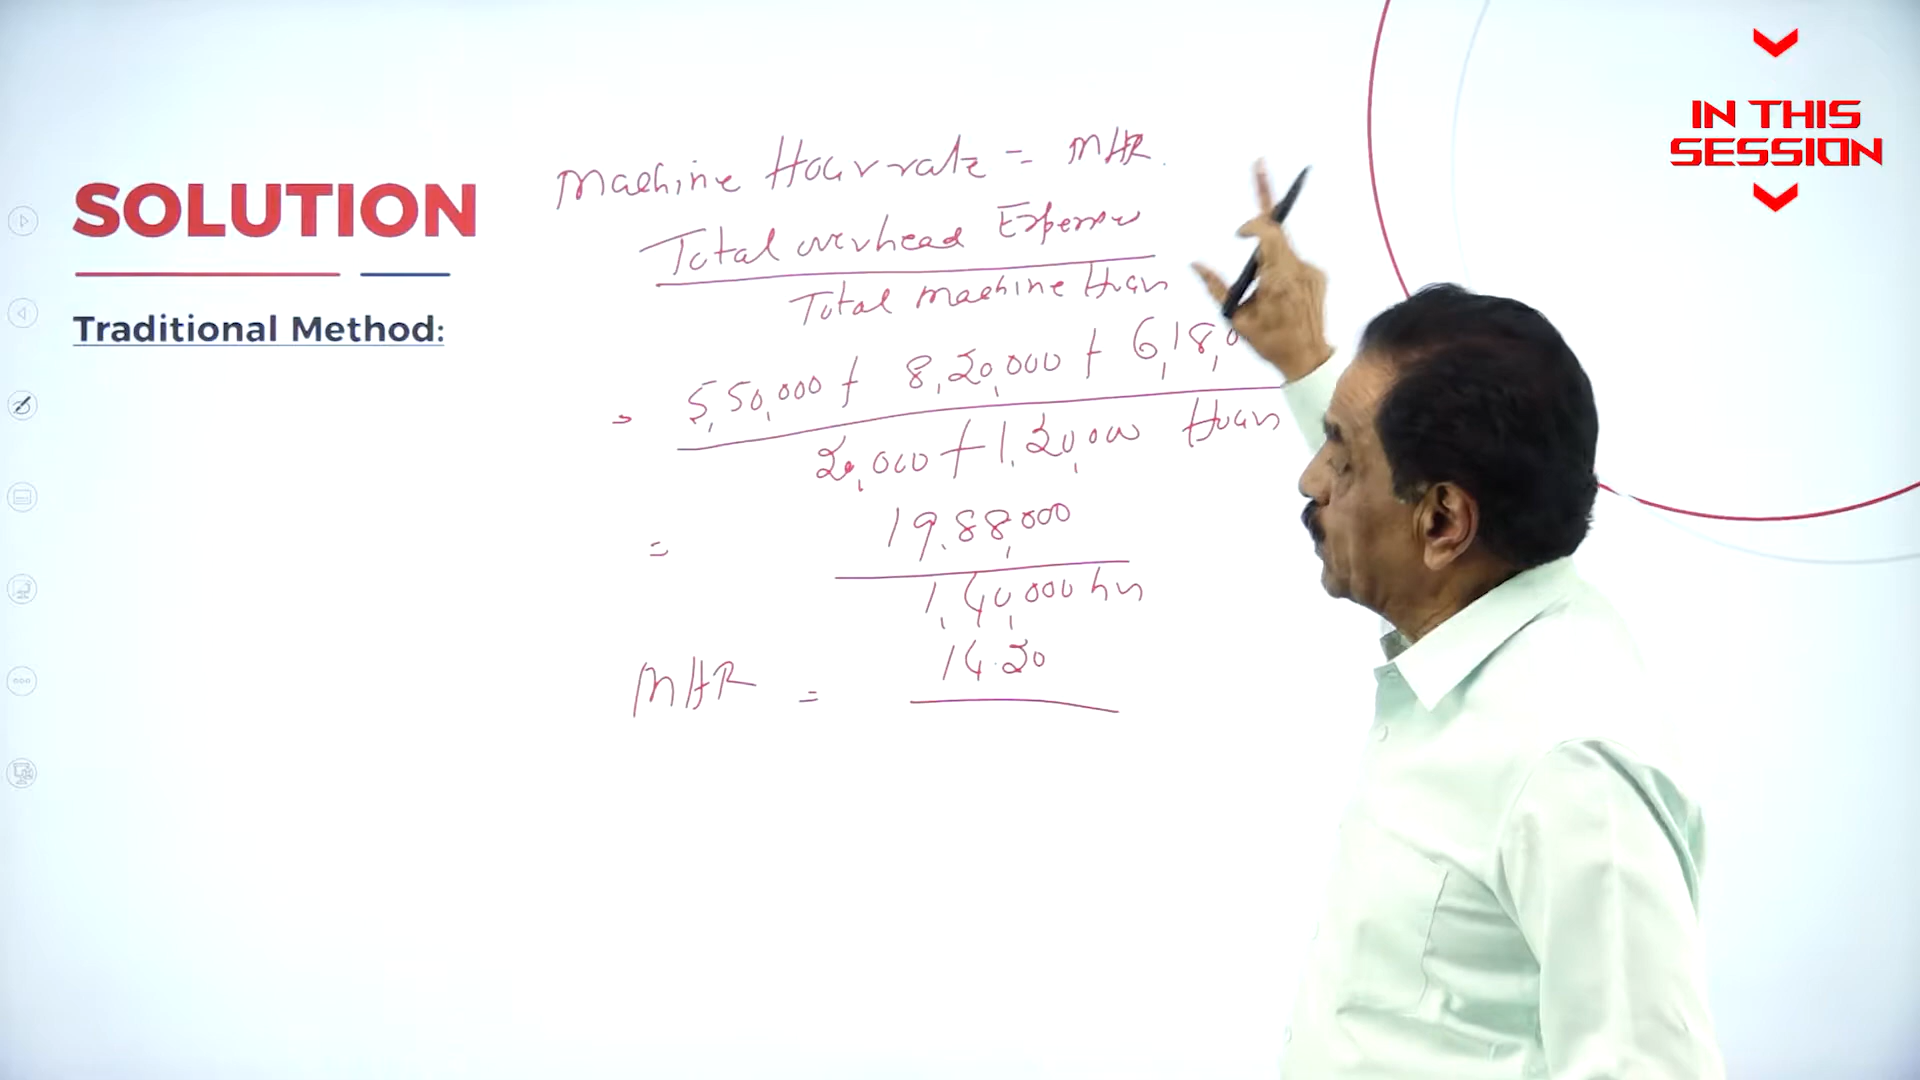 IN THIS
SESSION
SOLUTION
Traditional Method:
Machine Hour rate = MHR.
Total overhead Expenses
Total machine Hours
= 5,50,000 + 8,20,000 + 6,18,0
20,000 + 1,20,000 Hours
= 19,88,000
1,40,000 hrs
MHR = 14.20